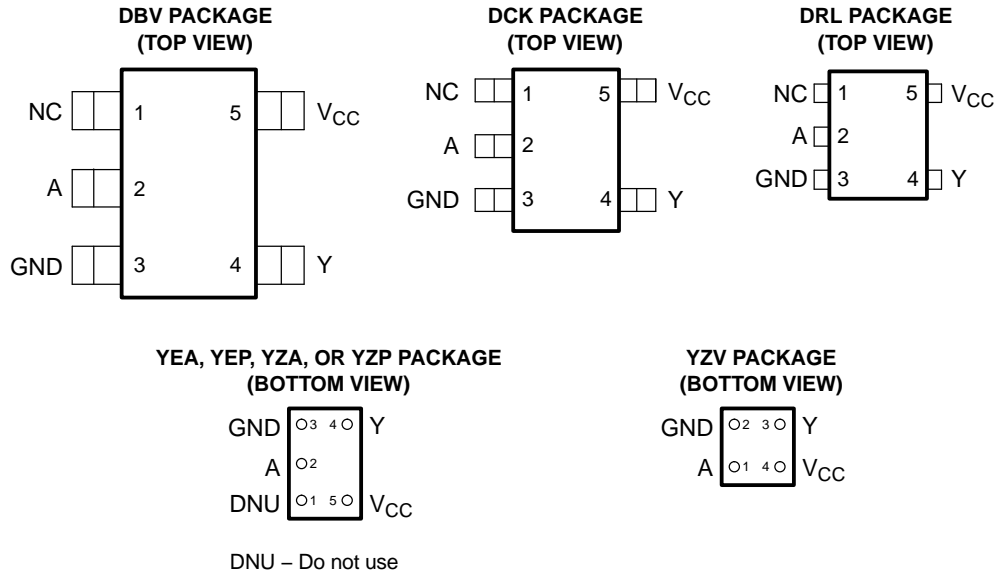 DBV PACKAGE
(TOP VIEW)
NC 1 5 VCC
A 2
GND 3 4 Y
DCK PACKAGE
(TOP VIEW)
NC 1 5 VCC
A 2
GND 3 4 Y
DRL PACKAGE
(TOP VIEW)
NC 1 5 VCC
A 2
GND 3 4 Y
YEA, YEP, YZA, OR YZP PACKAGE
(BOTTOM VIEW)
GND 3 4 Y
A 2
DNU 1 5 VCC
DNU – Do not use
YZV PACKAGE
(BOTTOM VIEW)
GND 2 3 Y
A 1 4 VCC